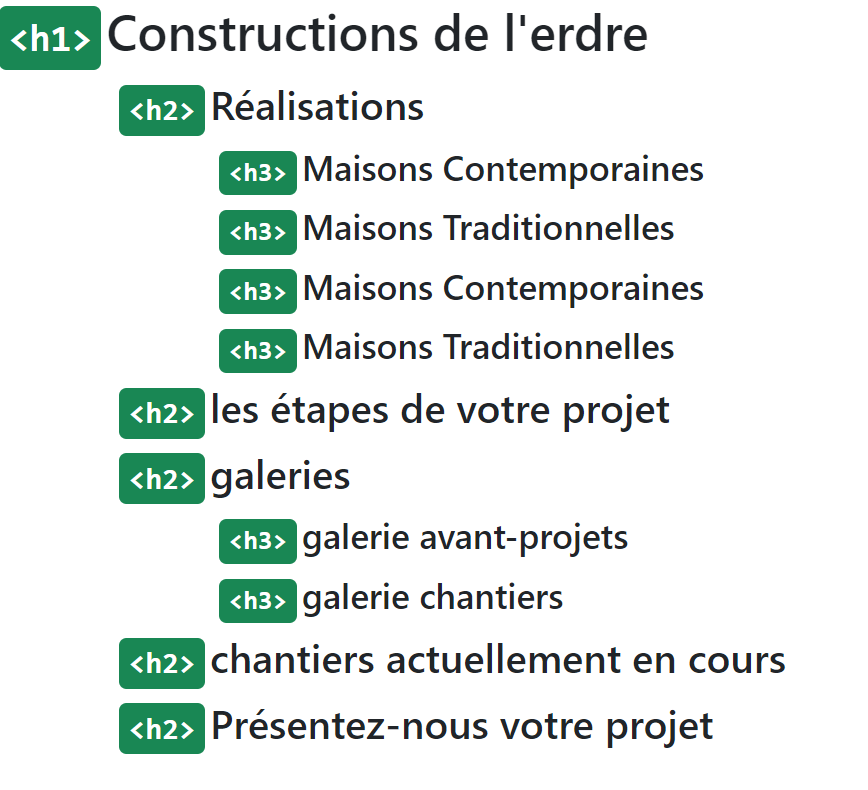 <h1> Constructions de l'erdre
<h2> Réalisations
<h3> Maisons Contemporaines
<h3> Maisons Traditionnelles
<h3> Maisons Contemporaines
<h3> Maisons Traditionnelles
<h2> les étapes de votre projet
<h2> galeries
<h3> galerie avant-projets
<h3> galerie chantiers
<h2> chantiers actuellement en cours
<h2> Présentez-nous votre projet